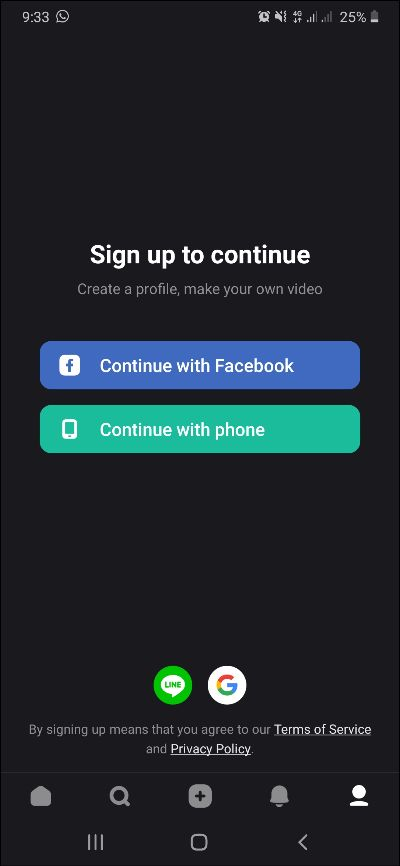 9:33 4G 25%
Sign up to continue
Create a profile, make your own video
Continue with Facebook
Continue with phone
LINE G
By signing up means that you agree to our Terms of Service
and Privacy Policy.